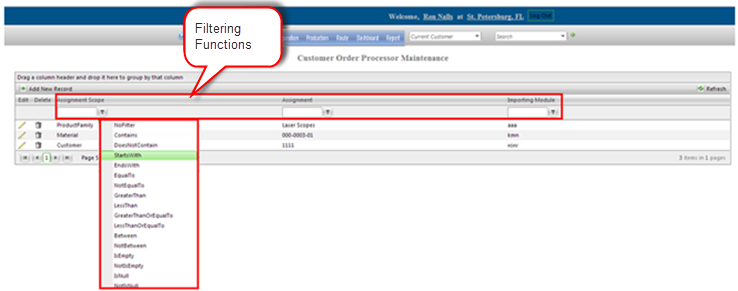 Welcome, Ron Nalls at St. Petersburg, FL Log Out
Filtering
Functions
Production Route Dashboard Report Current Customer Search
Customer Order Processor Maintenance
Drag a column header and drop it here to group by that column
Add New Record Refresh
Edit Delete Assignment Scope Assignment Importing Module
ProductFamily Laser Scopes aaa
Material 000-0003-01 kmn
Customer 1111
1 Page 3 items in 1 pages
NoFilter
Contains
DoesNotContain
StartsWith
EndsWith
EqualTo
NotEqualTo
GreaterThan
LessThan
GreaterThanOrEqualTo
LessThanOrEqualTo
Between
NotBetween
IsEmpty
NotIsEmpty
IsNull
NotIsNull